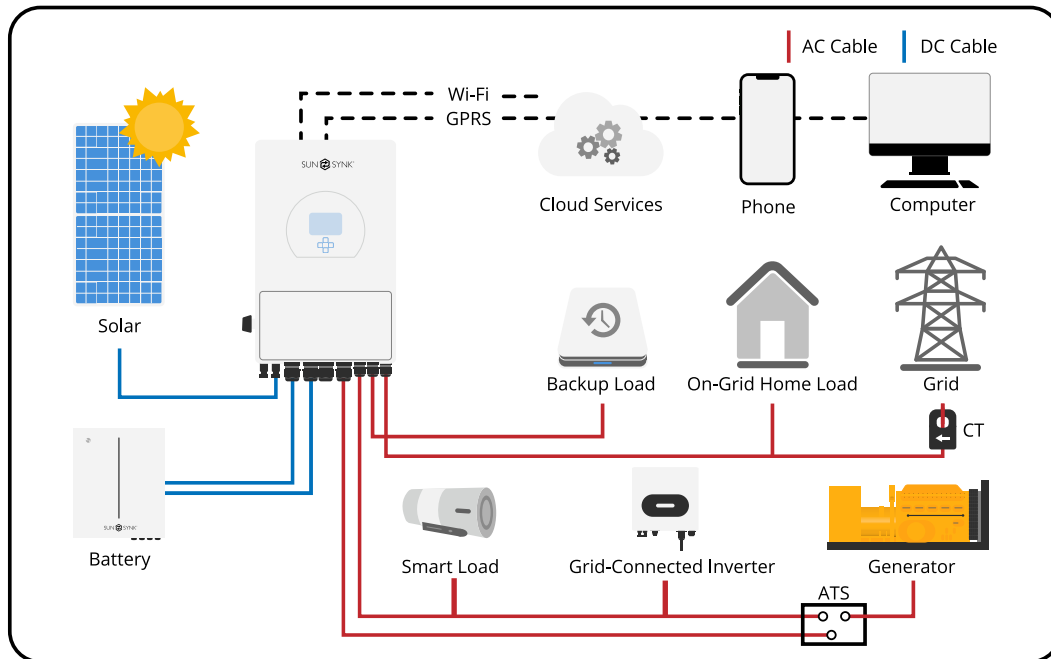 AC Cable
DC Cable
Wi-Fi
GPRS
SUN SYNK
Cloud Services
Phone
Computer
Solar
Backup Load
On-Grid Home Load
Grid
CT
SUN SYNK
Battery
Smart Load
Grid-Connected Inverter
Generator
ATS